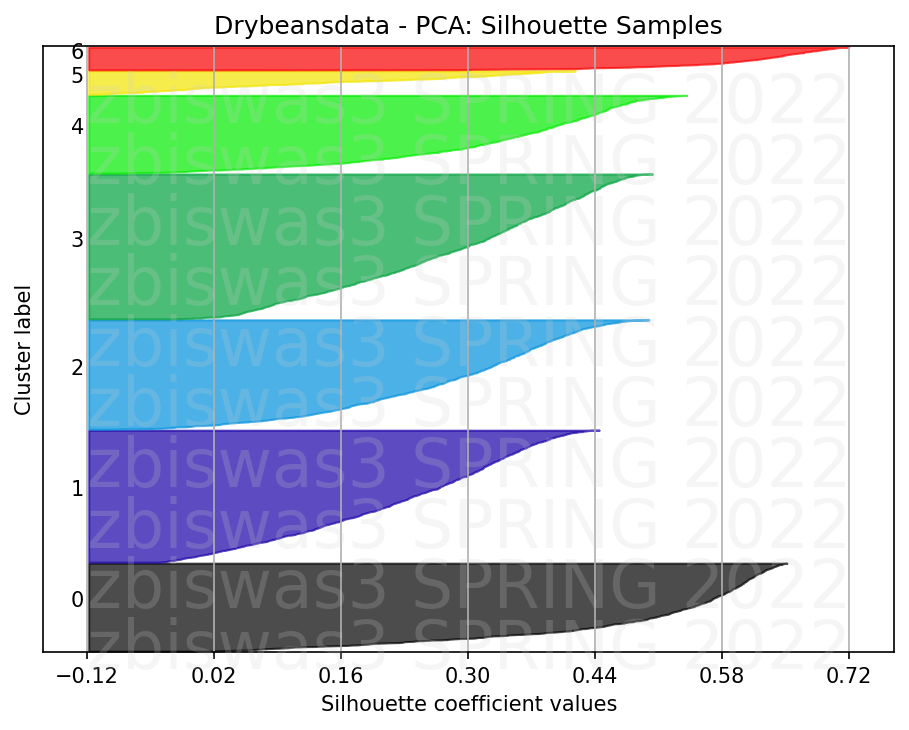 Drybeansdata - PCA: Silhouette Samples
6
5
4
3
2
1
0
Cluster label
zbiswas3 SPRING 2022
zbiswas3 SPRING 2022
zbiswas3 SPRING 2022
zbiswas3 SPRING 2022
zbiswas3 SPRING 2022
zbiswas3 SPRING 2022
zbiswas3 SPRING 2022
zbiswas3 SPRING 2022
zbiswas3 SPRING 2022
zbiswas3 SPRING 2022
−0.12 0.02 0.16 0.30 0.44 0.58 0.72
Silhouette coefficient values